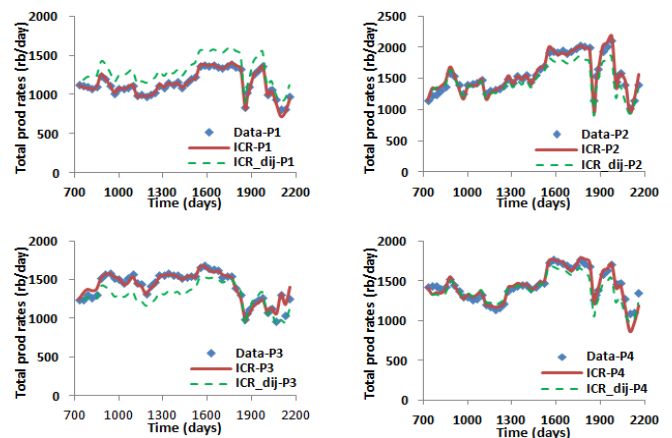 Total prod rates (rb/day)
2000
1500
1000
500
0
Data-P1
ICR-P1
ICR_dij-P1
700 1000 1300 1600 1900 2200
Time (days)
Total prod rates (rb/day)
2500
2000
1500
1000
500
0
Data-P2
ICR-P2
ICR_dij-P2
700 1000 1300 1600 1900 2200
Time (days)
Total prod rates (rb/day)
2000
1500
1000
500
0
Data-P3
ICR-P3
ICR_dij-P3
700 1000 1300 1600 1900 2200
Time (days)
Total prod rates (rb/day)
2000
1500
1000
500
0
Data-P4
ICR-P4
ICR_dij-P4
700 1000 1300 1600 1900 2200
Time (days)